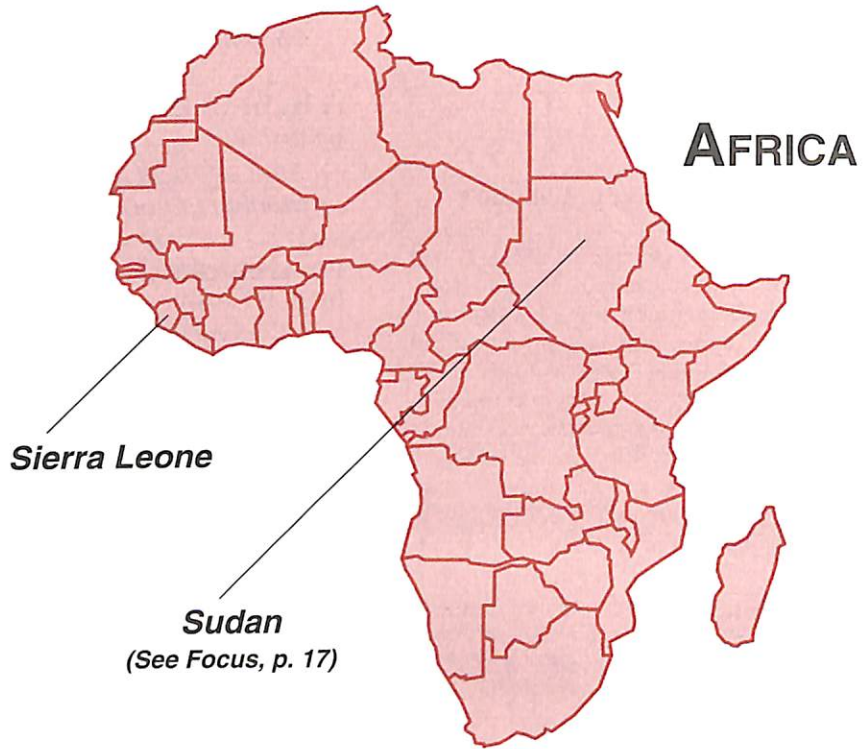 AFRICA
Sierra Leone
Sudan
(See Focus, p. 17)